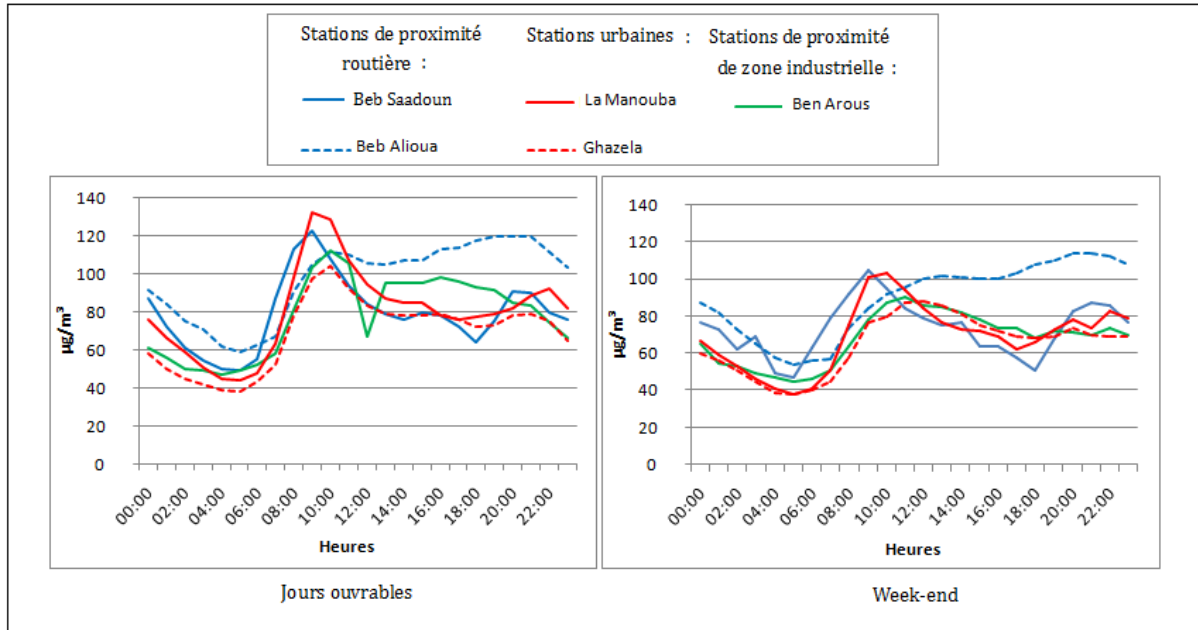 Stations de proximité routière :
Stations urbaines :
Stations de proximité de zone industrielle :
Beb Saadoun
La Manouba
Ben Arous
Beb Alioua
Ghazela
µg/m³
140
120
100
80
60
40
20
0
00:00
02:00
04:00
06:00
08:00
10:00
12:00
14:00
16:00
18:00
20:00
22:00
Heures
Jours ouvrables
µg/m³
140
120
100
80
60
40
20
0
00:00
02:00
04:00
06:00
08:00
10:00
12:00
14:00
16:00
18:00
20:00
22:00
Heures
Week-end